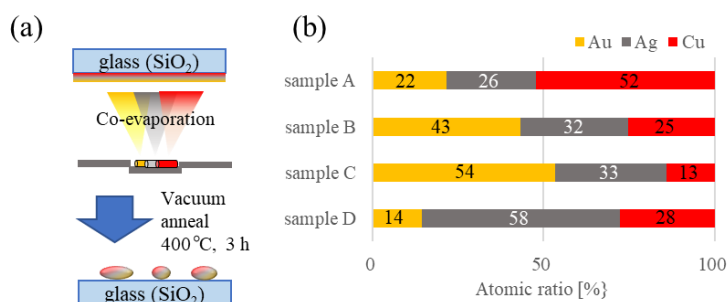 (a)
glass (SiO₂)
Co-evaporation
Vacuum
anneal
400 °C, 3 h
glass (SiO₂)
(b)
Au Ag Cu
sample A 22 26 52
sample B 43 32 25
sample C 54 33 13
sample D 14 58 28
0 50 100
Atomic ratio [%]